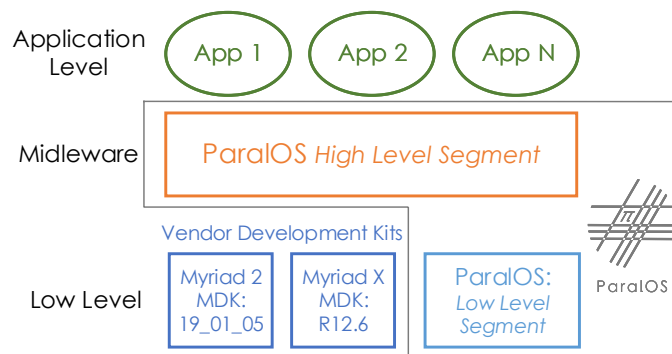 Application
Level
App 1
App 2
App N
Midleware
ParalOS High Level Segment
π
ParalOS
Vendor Development Kits
Low Level
Myriad 2
MDK:
19_01_05
Myriad X
MDK:
R12.6
ParalOS:
Low Level
Segment